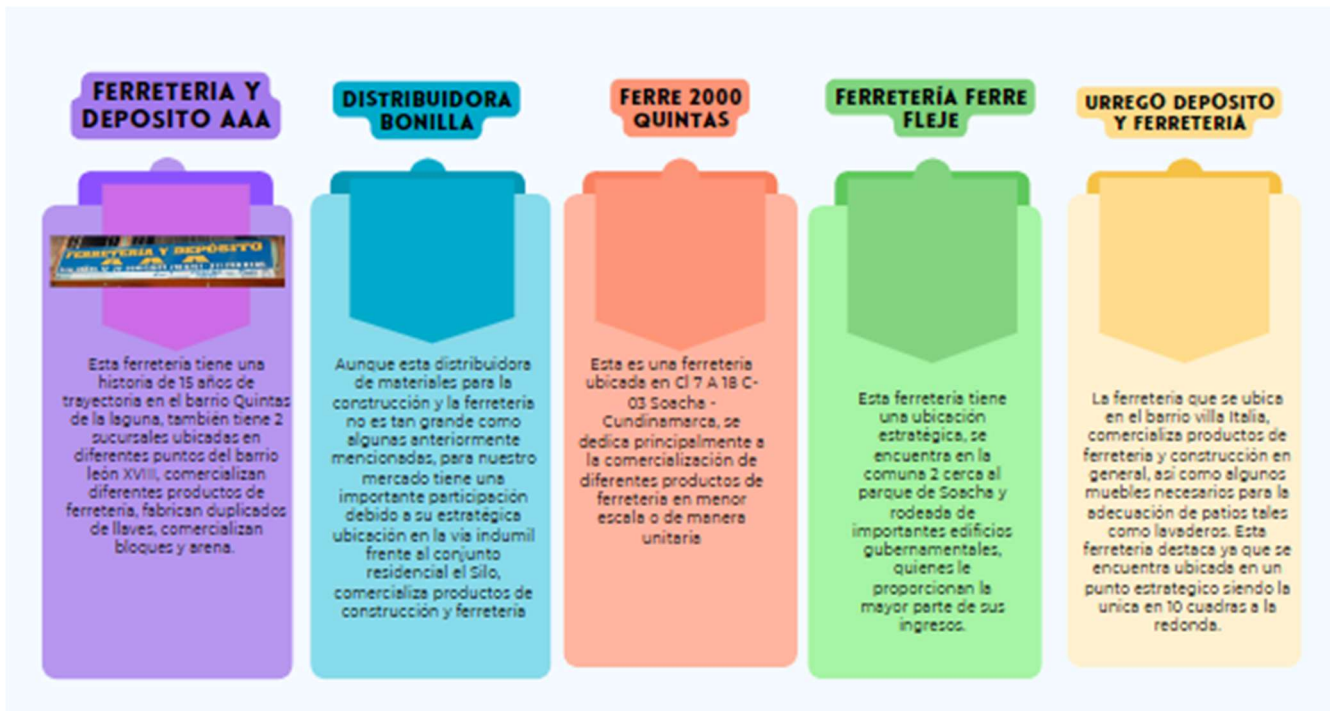 FERRETERIA Y
DEPOSITO AAA
FERRETERIA Y DEPÓSITO
A A A
Esta ferretería tiene una
historia de 15 años de
trayectoria en el barrio Quintas
de la laguna, también tiene 2
sucursales ubicadas en
diferentes puntos del barrio
león XVIII, comercializan
diferentes productos de
ferretería, fabrican duplicados
de llaves, comercializan
bloques y arena.
DISTRIBUIDORA
BONILLA
Aunque esta distribuidora
de materiales para la
construcción y la ferretería
no es tan grande como
algunas anteriormente
mencionadas, para nuestro
mercado tiene una
importante participación
debido a su estratégica
ubicación en la vía indumil
frente al conjunto
residencial el Silo,
comercializa productos de
construcción y ferretería
FERRE 2000
QUINTAS
Esta es una ferretería
ubicada en Cl 7 A 18 C-
03 Soacha -
Cundinamarca, se
dedica principalmente a
la comercialización de
diferentes productos de
ferretería en menor
escala o de manera
unitaria
FERRETERÍA FERRE
FLEJE
Esta ferretería tiene
una ubicación
estratégica, se
encuentra en la
comuna 2 cerca al
parque de Soacha y
rodeada de
importantes edificios
gubernamentales,
quienes le
proporcionan la
mayor parte de sus
ingresos.
URREGO DEPOSITO
Y FERRETERIA
La ferretería que se ubica
en el barrio villa Italia,
comercializa productos de
ferretería y construcción en
general, así como algunos
muebles necesarios para la
adecuación de patios tales
como lavaderos. Esta
ferretería destaca ya que se
encuentra ubicada en un
punto estrategico siendo la
unica en 10 cuadras a la
redonda.